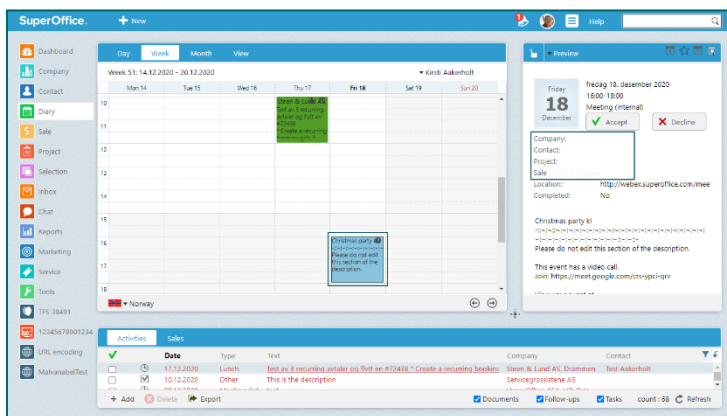 SuperOffice.
New
Help
Dashboard
Company
Contact
Diary
Sale
Project
Selection
Inbox
Chat
Reports
Marketing
Service
Tools
TFS 38491
12345678001234
URL encoding
MahvanabelTest
Day Week Month View
Week 51: 14.12.2020 - 20.12.2020
Kirsti Aakerholt
Mon 14 Tue 15 Wed 16 Thu 17 Fri 18 Sat 19 Sun 20
10
11
12
13
14
15
16
17
18
Steen & Lund AS,
Test av 3 recurring
avtaler og flytt en
#72438
* Create a recurring
Christmas party
Please do not edit
this section of the
description.
Norway
Preview
Friday
18
December
fredag 18. desember 2020
16:00-18:00
Meeting (Internal)
Accept Decline
Company:
Contact:
Project:
Sale
Location: http://webex.superoffice.com/mee
Completed: No
Christmas party kl
Please do not edit this section of the description.
This event has a video call.
Join: https://meet.google.com/crs-ypci-qrv
Activities Sales
Date Type Text Company Contact
17.12.2020 Lunch Test av 3 recurring avtaler og flytt en #72438 * Create a recurring bookin Steen & Lund AS, Drammen Test Aakerholt
10.12.2020 Other This is the description Servicegrossistene AS
Add Delete Export Documents Follow-ups Tasks count: 68 Refresh